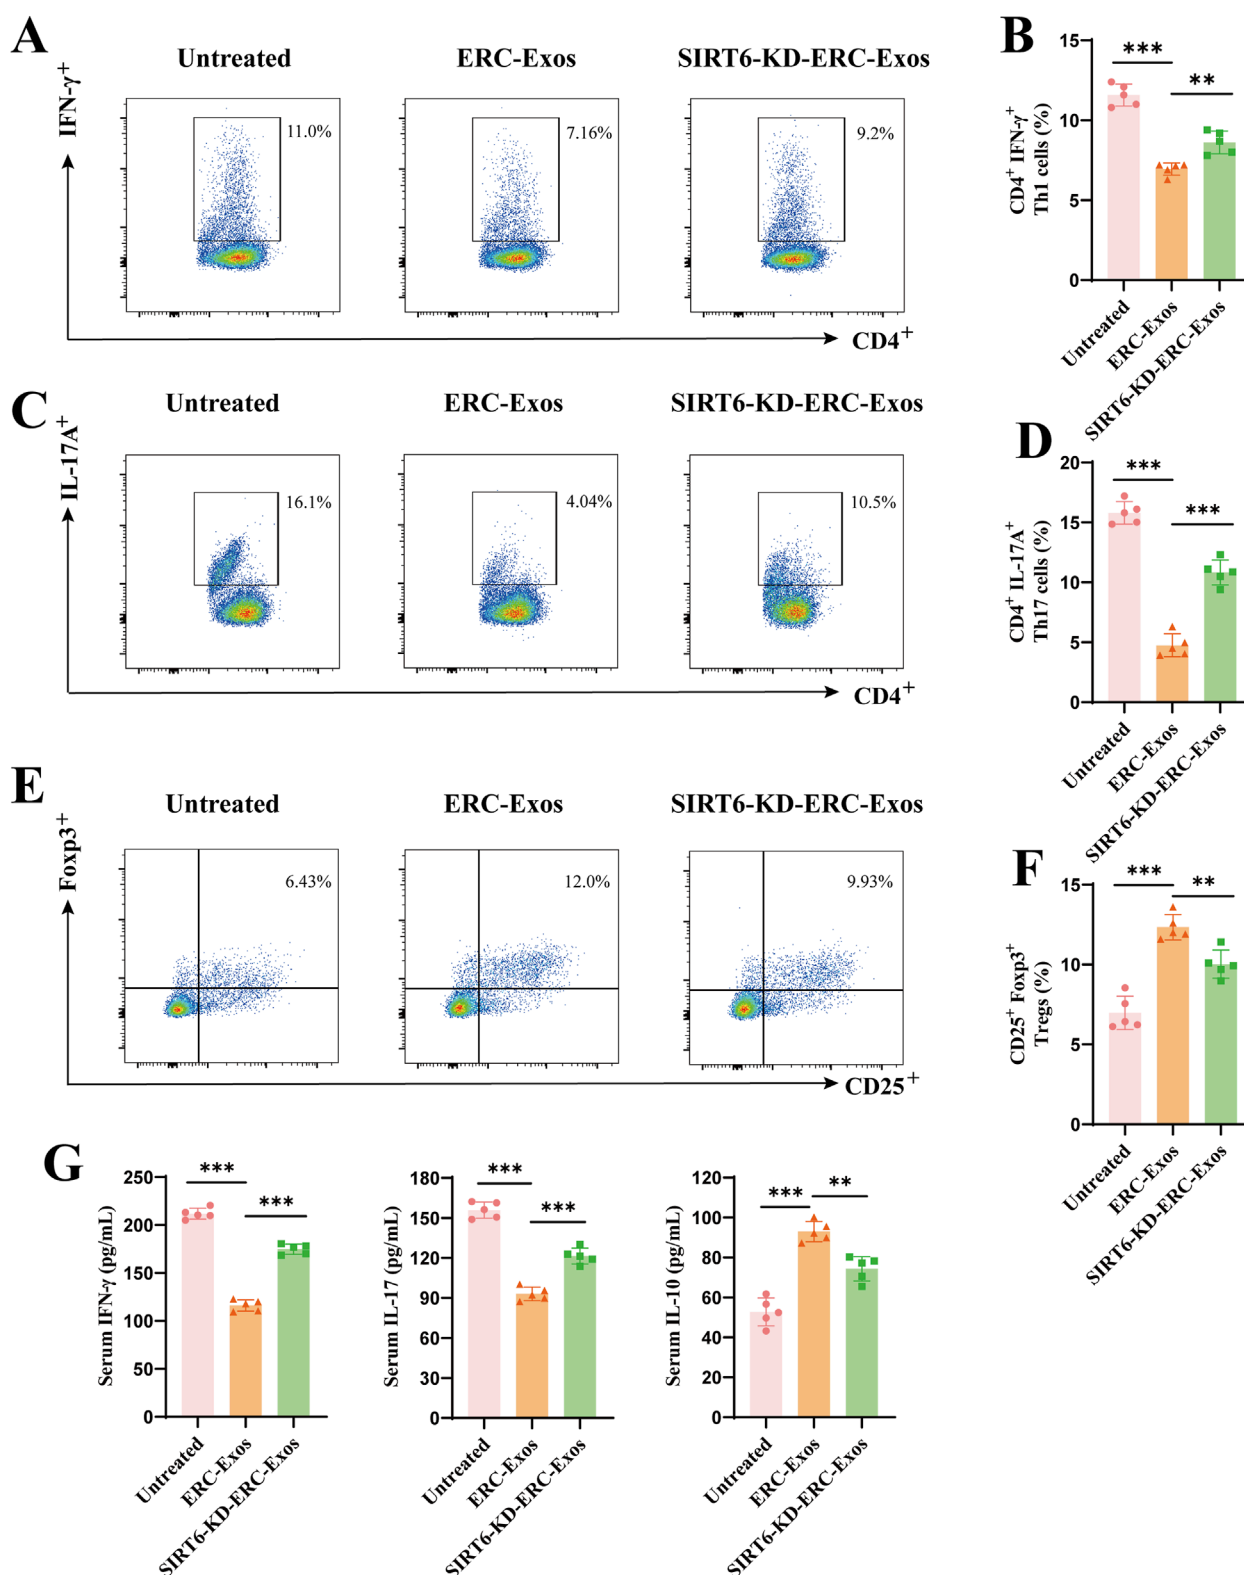 A
Untreated
ERC-Exos
SIRT6-KD-ERC-Exos
IFN-γ⁺
11.0%
7.16%
9.2%
CD4⁺
B
***
**
CD4⁺ IFN-γ⁺
Th1 cells (%)
15
10
5
0
Untreated
ERC-Exos
SIRT6-KD-ERC-Exos
C
Untreated
ERC-Exos
SIRT6-KD-ERC-Exos
IL-17A⁺
16.1%
4.04%
10.5%
CD4⁺
D
***
***
CD4⁺ IL-17A⁺
Th17 cells (%)
20
15
10
5
0
Untreated
ERC-Exos
SIRT6-KD-ERC-Exos
E
Untreated
ERC-Exos
SIRT6-KD-ERC-Exos
Foxp3⁺
6.43%
12.0%
9.93%
CD25⁺
F
***
**
CD25⁺ Foxp3⁺
Tregs (%)
15
10
5
0
Untreated
ERC-Exos
SIRT6-KD-ERC-Exos
G
***
***
Serum IFN-γ (pg/mL)
250
200
150
100
50
0
Untreated
ERC-Exos
SIRT6-KD-ERC-Exos
***
***
Serum IL-17 (pg/mL)
180
150
120
90
60
30
0
Untreated
ERC-Exos
SIRT6-KD-ERC-Exos
***
**
Serum IL-10 (pg/mL)
120
100
80
60
40
20
0
Untreated
ERC-Exos
SIRT6-KD-ERC-Exos